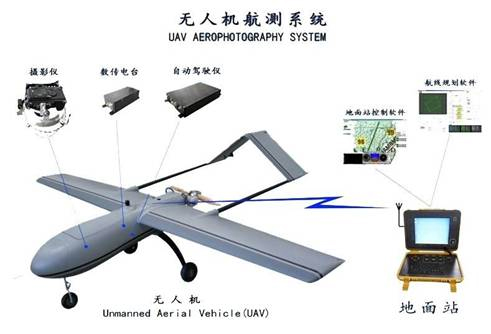 无人机航测系统
UAV AEROPHOTOGRAPHY SYSTEM
摄影仪
数传电台
自动驾驶仪
航线规划软件
地面站控制软件
无人机
Unmanned Aerial Vehicle(UAV)
地面站